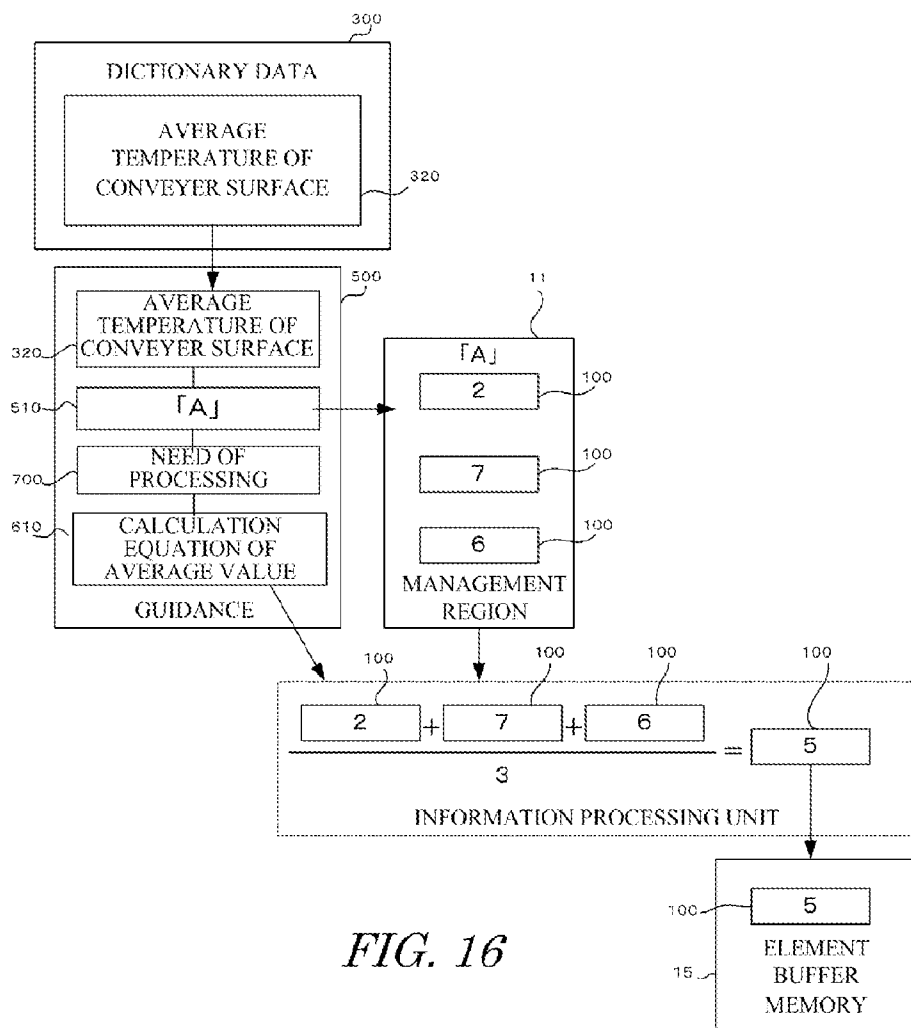 300
DICTIONARY DATA
AVERAGE
TEMPERATURE OF
CONVEYER SURFACE
320
500
AVERAGE
TEMPERATURE OF
CONVEYER SURFACE
320
510
「A」
NEED OF
PROCESSING
700
610
CALCULATION
EQUATION OF
AVERAGE VALUE
GUIDANCE
11
「A」
2
100
7
100
6
100
MANAGEMENT
REGION
100
100
100
100
2 + 7 + 6
3
= 5
INFORMATION PROCESSING UNIT
100
5
15
ELEMENT
BUFFER
MEMORY
FIG. 16